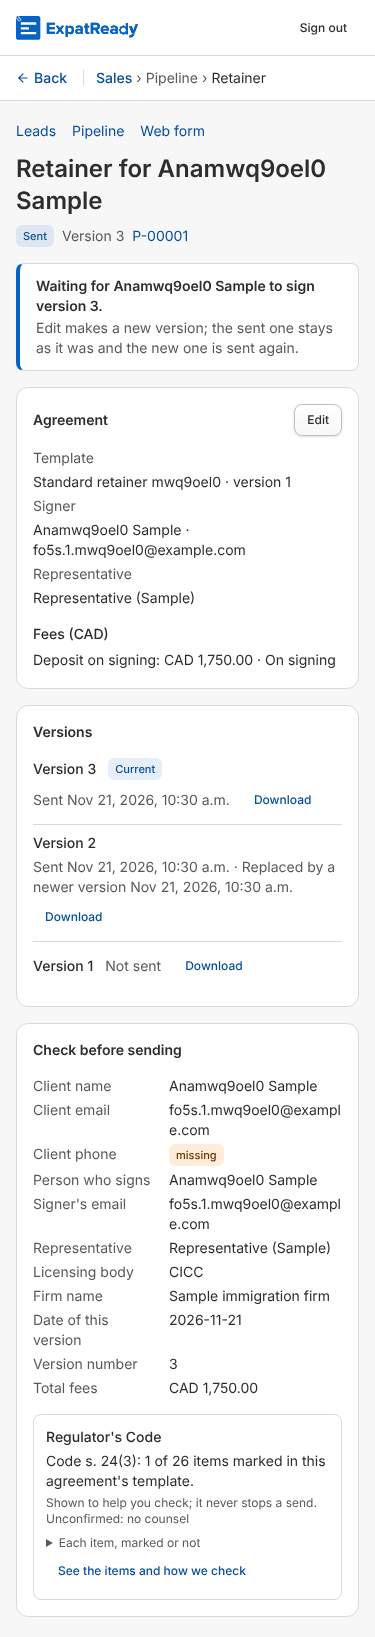 ExpatReady
Sign out
← Back
Sales › Pipeline › Retainer
Leads Pipeline Web form
Retainer for Anamwq9oel0
Sample
Sent Version 3 P-00001
Waiting for Anamwq9oel0 Sample to sign
version 3.
Edit makes a new version; the sent one stays
as it was and the new one is sent again.
Agreement
Edit
Template
Standard retainer mwq9oel0 · version 1
Signer
Anamwq9oel0 Sample ·
fo5s.1.mwq9oel0@example.com
Representative
Representative (Sample)
Fees (CAD)
Deposit on signing: CAD 1,750.00 · On signing
Versions
Version 3 Current
Sent Nov 21, 2026, 10:30 a.m. Download
Version 2
Sent Nov 21, 2026, 10:30 a.m. · Replaced by a
newer version Nov 21, 2026, 10:30 a.m.
Download
Version 1 Not sent Download
Check before sending
Client name Anamwq9oel0 Sample
Client email fo5s.1.mwq9oel0@exampl
e.com
Client phone missing
Person who signs Anamwq9oel0 Sample
Signer's email fo5s.1.mwq9oel0@exampl
e.com
Representative Representative (Sample)
Licensing body CICC
Firm name Sample immigration firm
Date of this 2026-11-21
version
Version number 3
Total fees CAD 1,750.00
Regulator's Code
Code s. 24(3): 1 of 26 items marked in this
agreement's template.
Shown to help you check; it never stops a send.
Unconfirmed: no counsel
▶ Each item, marked or not
See the items and how we check